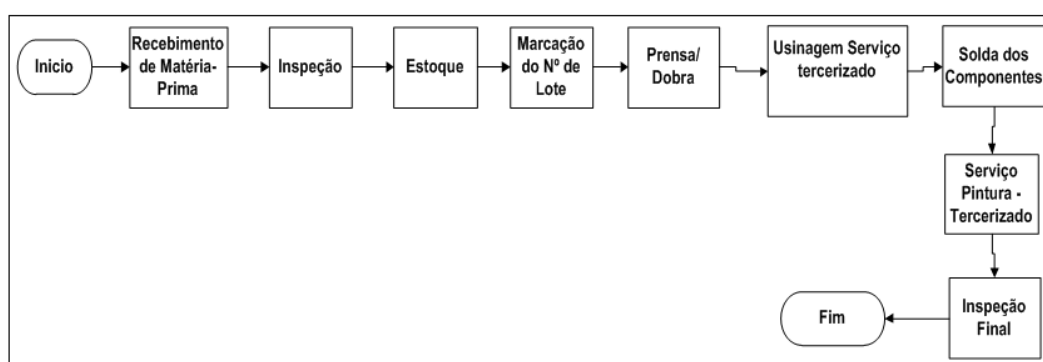 Inicio
Recebimento
de Matéria-
Prima
Inspeção
Estoque
Marcação
do Nº de
Lote
Prensa/
Dobra
Usinagem Serviço
tercerizado
Solda dos
Componentes
Serviço
Pintura -
Tercerizado
Inspeção
Final
Fim